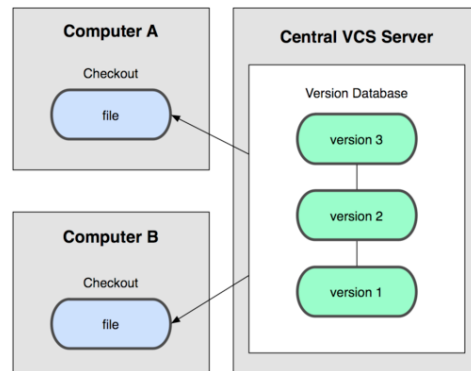 Computer A
Checkout
file
Computer B
Checkout
file
Central VCS Server
Version Database
version 3
version 2
version 1